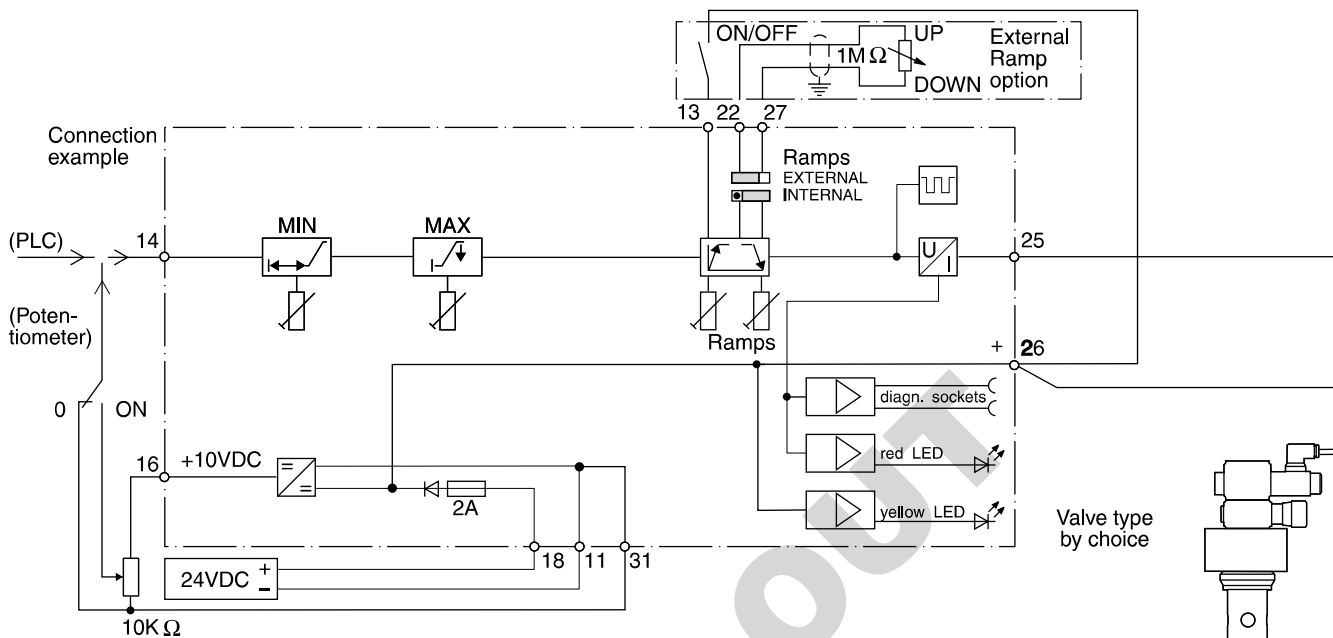 ON/OFF
UP
External
Ramp
option
1MΩ
DOWN
13 22 27
Connection
example
Ramps
EXTERNAL
INTERNAL
MIN
MAX
(PLC)
14
U
I
25
(Poten-
tiometer)
Ramps
+ 26
0 ON
diagn. sockets
16
+10VDC
=
=
2A
red LED
yellow LED
Valve type
by choice
18 11 31
24VDC + −
10K Ω
OUT